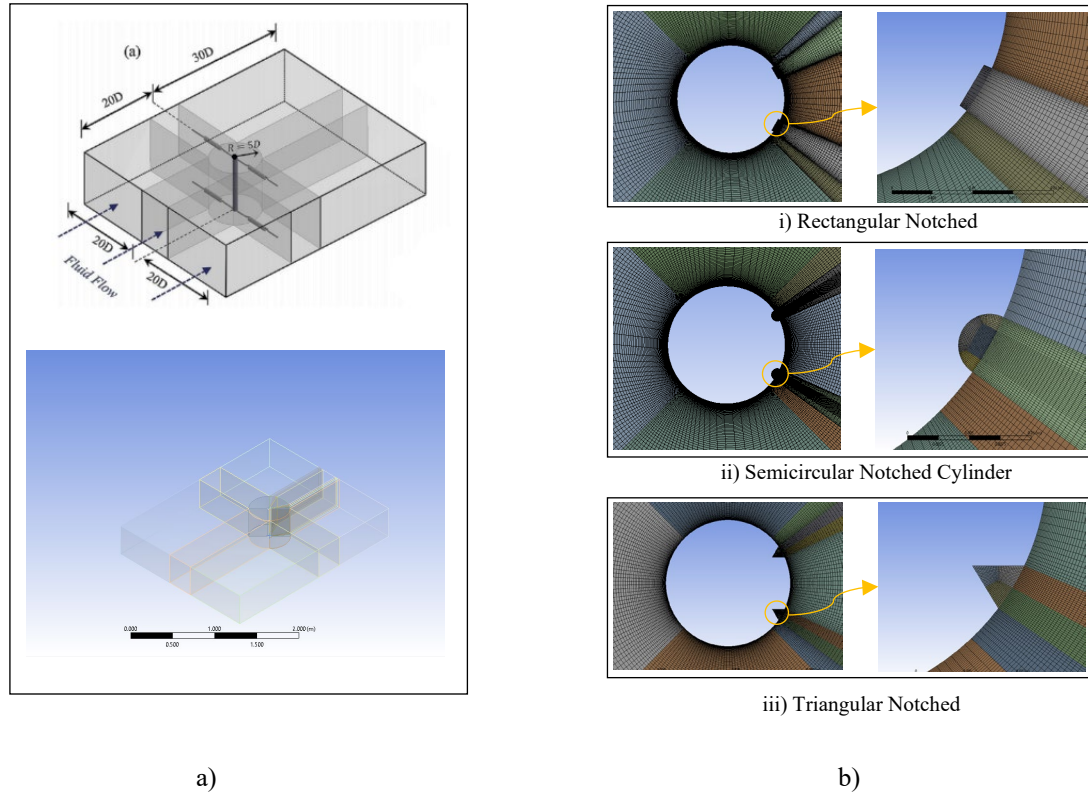 (a)
30D
20D
R = 5D
20D
20D
Fluid Flow
0.000
1.000
2.000 (m)
0.500
1.500
i) Rectangular Notched
ii) Semicircular Notched Cylinder
iii) Triangular Notched
a)
b)